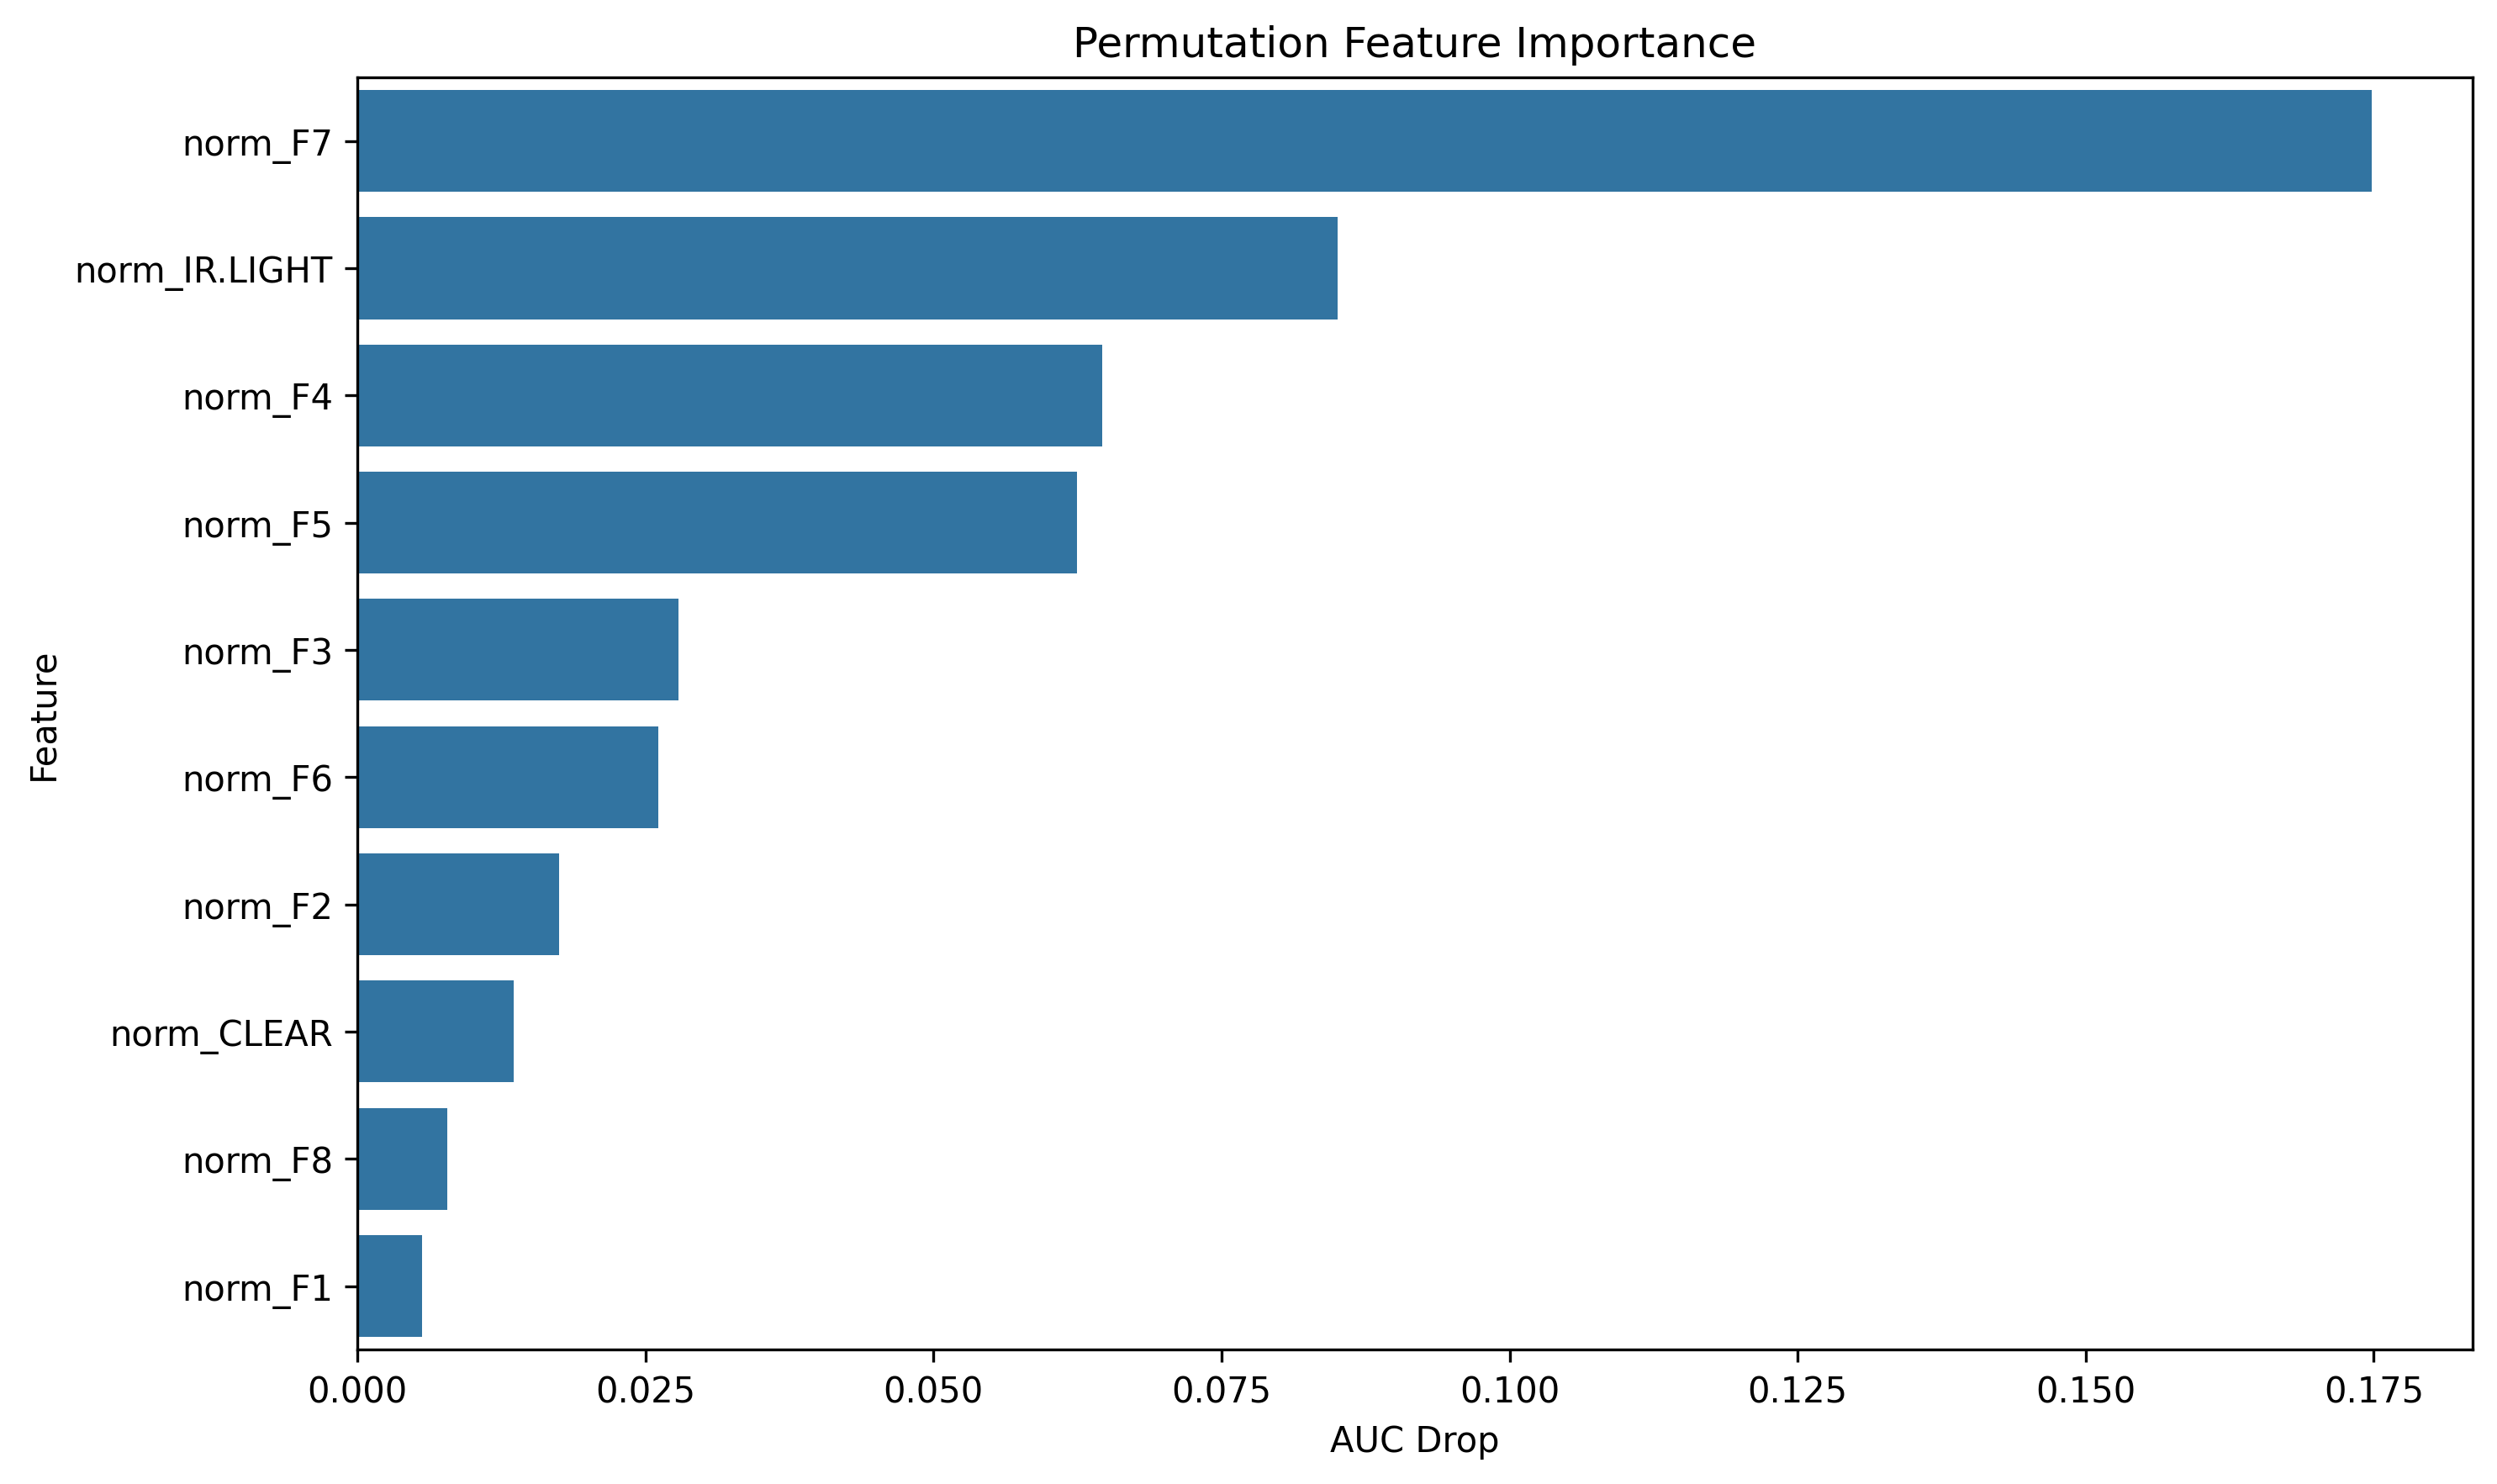 Permutation Feature Importance
norm_F7
norm_IR.LIGHT
norm_F4
norm_F5
norm_F3
norm_F6
norm_F2
norm_CLEAR
norm_F8
norm_F1
Feature
0.000 0.025 0.050 0.075 0.100 0.125 0.150 0.175
AUC Drop